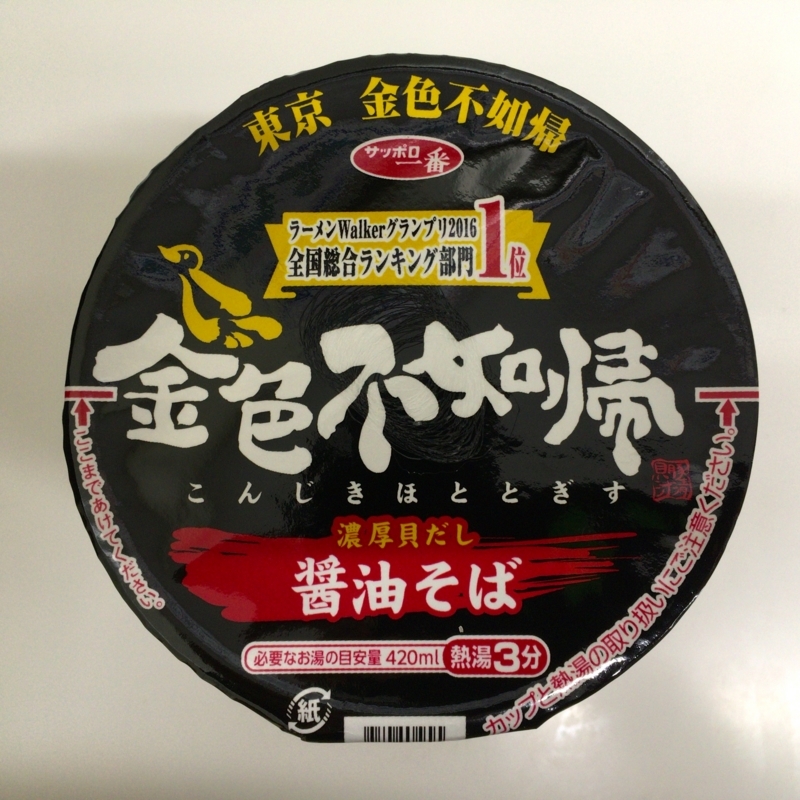 東京 金色不如帰
サッポロ一番
ラーメンWalkerグランプリ2016
全国総合ランキング部門1位
金色不如帰
こんじきほととぎす
濃厚貝だし
醤油そば
必要なお湯の目安量 420ml 熱湯3分
ここまであけてください。
カップと熱湯の取り扱いにご注意ください。
紙